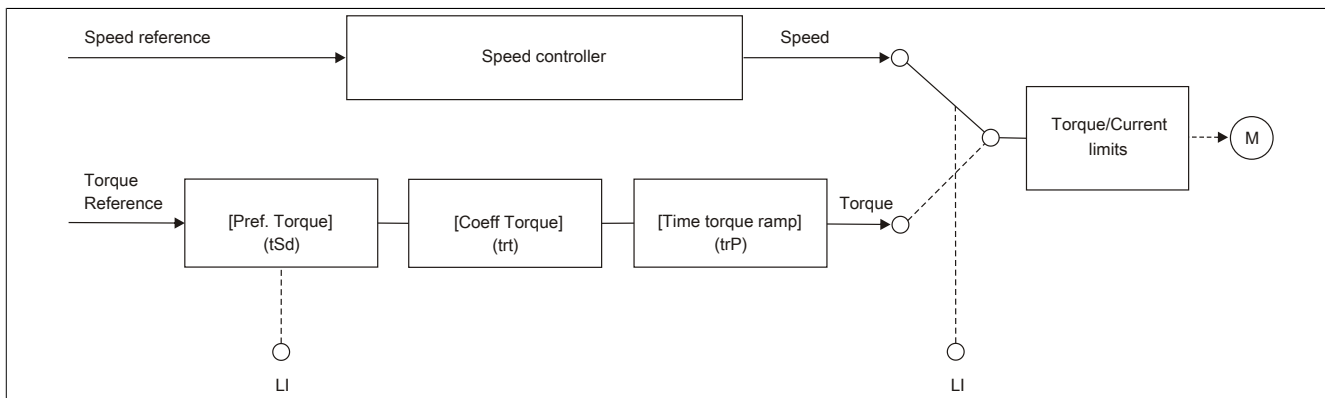 Speed reference
Speed controller
Speed
Torque/Current
limits
M
Torque
Reference
[Pref. Torque]
(tSd)
[Coeff Torque]
(trt)
[Time torque ramp]
(trP)
Torque
LI
LI